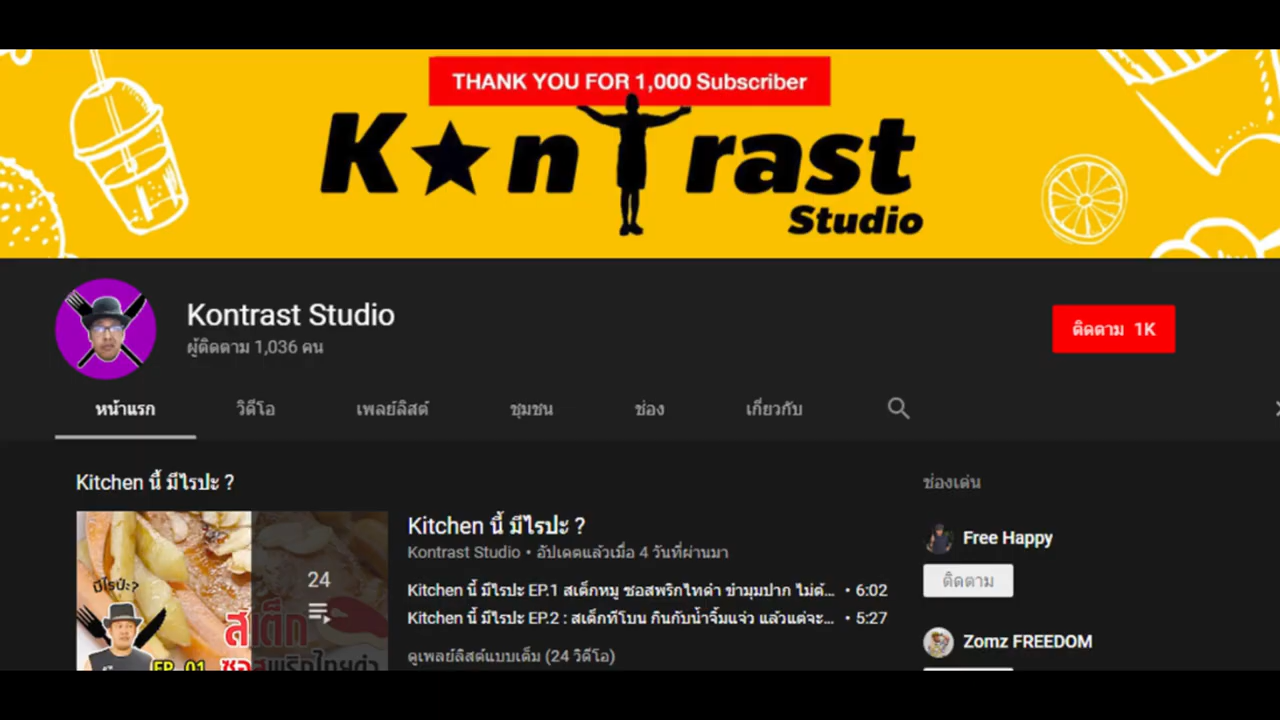 THANK YOU FOR 1,000 Subscriber
K★nTrast
Studio
Kontrast Studio
ผู้ติดตาม 1,036 คน
ติดตาม 1K
หน้าแรก วิดีโอ เพลย์ลิสต์ ชุมชน ช่อง เกี่ยวกับ
Kitchen นี้ มีไรปะ ?
ช่องเด่น
24
มีไรป่ะ?
สเต็ก
ซอสพริกไทยดำ
EP. 01
Kitchen นี้ มีไรปะ ?
Kontrast Studio • อัปเดตแล้วเมื่อ 4 วันที่ผ่านมา
Kitchen นี้ มีไรปะ EP.1 สเต็กหมู ซอสพริกไทดำ ขำมุมปาก ไม่ตั... • 6:02
Kitchen นี้ มีไรปะ EP.2 : สเต็กทีโบน กินกับน้ำจิ้มแจ่ว แล้วแต่จะ... • 5:27
ดูเพลย์ลิสต์แบบเต็ม (24 วิดีโอ)
Free Happy
ติดตาม
Zomz FREEDOM